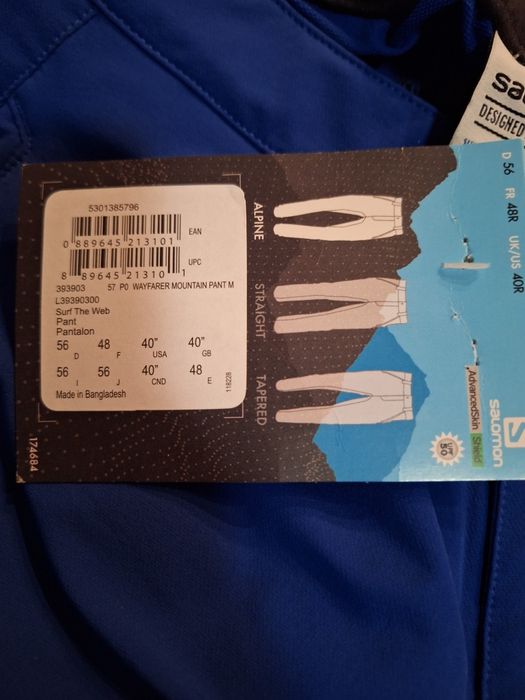 5301385796
0 889645 213101
EAN
8 89645 21310 1
UPC
393903 57 P0 WAYFARER MOUNTAIN PANT M
L39390300
Surf The Web
Pant
Pantalon
56 48 40" 40"
D F USA GB
56 56 40" 48
I J CND E
Made in Bangladesh
118228
174684
ALPINE
STRAIGHT
TAPERED
D 56 FR 48R UK/US 40R
AdvancedSkin
Shield
salomon
S
UPF
50
DESIGNED